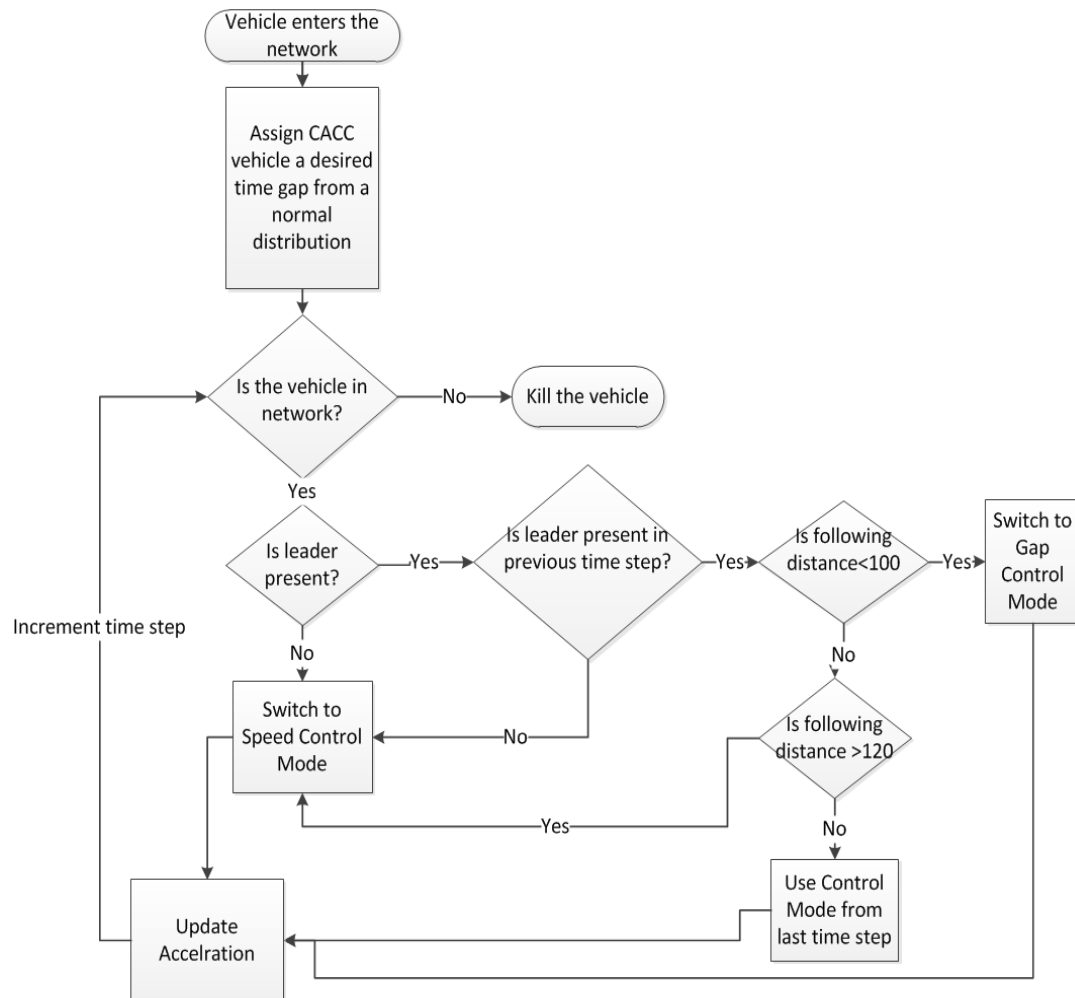 Vehicle enters the
network
Assign CACC
vehicle a desired
time gap from a
normal
distribution
Is the vehicle in
network?
No
Kill the vehicle
Yes
Is leader
present?
Yes
Is leader present in
previous time step?
Yes
Is following
distance<100
Yes
Switch to
Gap
Control
Mode
Increment time step
No
No
Switch to
Speed Control
Mode
No
Is following
distance >120
Yes
No
Use Control
Mode from
last time step
Update
Accelration